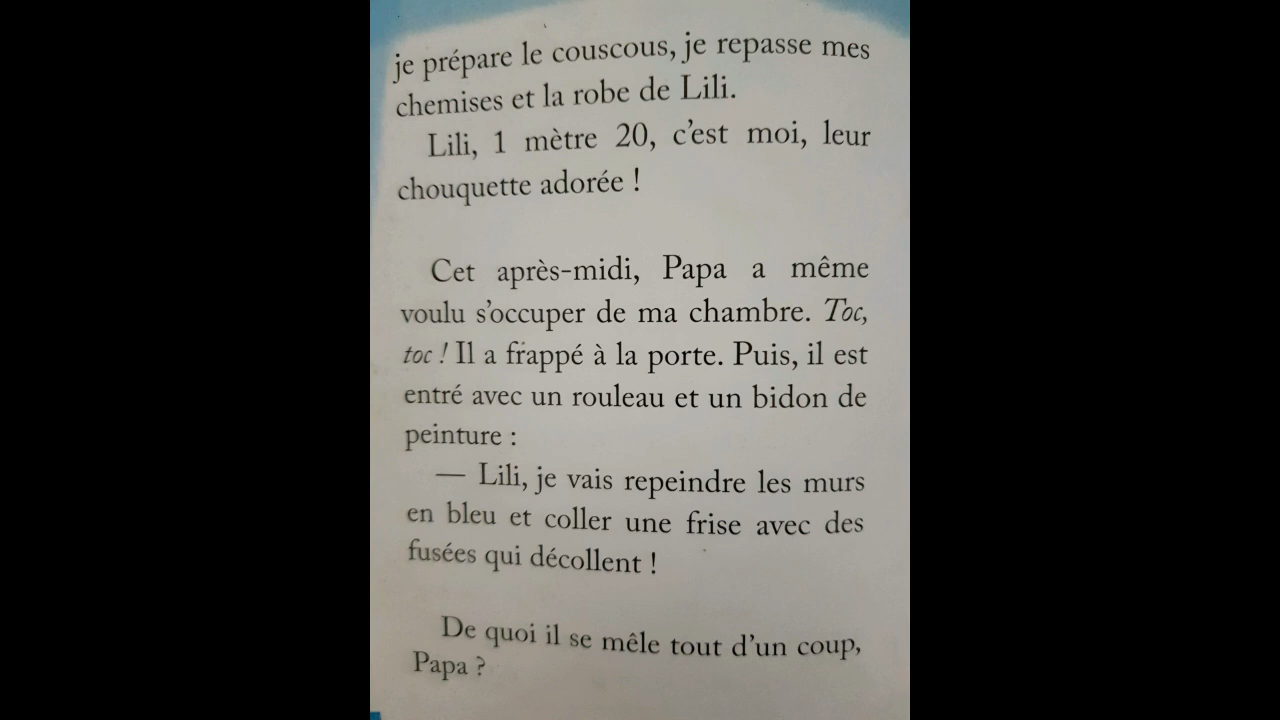 je prépare le couscous, je repasse mes
chemises et la robe de Lili.
Lili, 1 mètre 20, c'est moi, leur
chouquette adorée !
Cet après-midi, Papa a même
voulu s'occuper de ma chambre. Toc,
toc ! Il a frappé à la porte. Puis, il est
entré avec un rouleau et un bidon de
peinture :
— Lili, je vais repeindre les murs
en bleu et coller une frise avec des
fusées qui décollent !
De quoi il se mêle tout d'un coup,
Papa ?